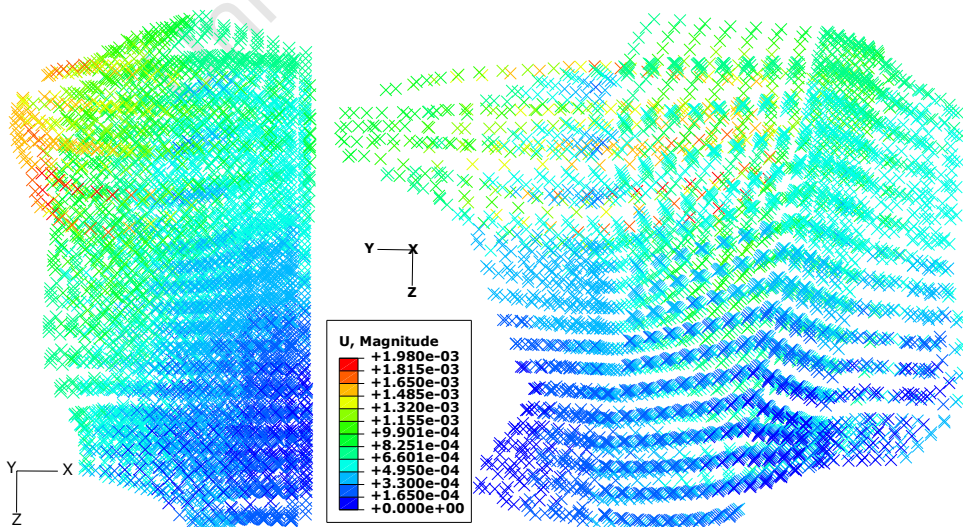 Y
X
Z
U, Magnitude
+1.980e-03
+1.815e-03
+1.650e-03
+1.485e-03
+1.320e-03
+1.155e-03
+9.901e-04
+8.251e-04
+6.601e-04
+4.950e-04
+3.300e-04
+1.650e-04
+0.000e+00
Y X
Z